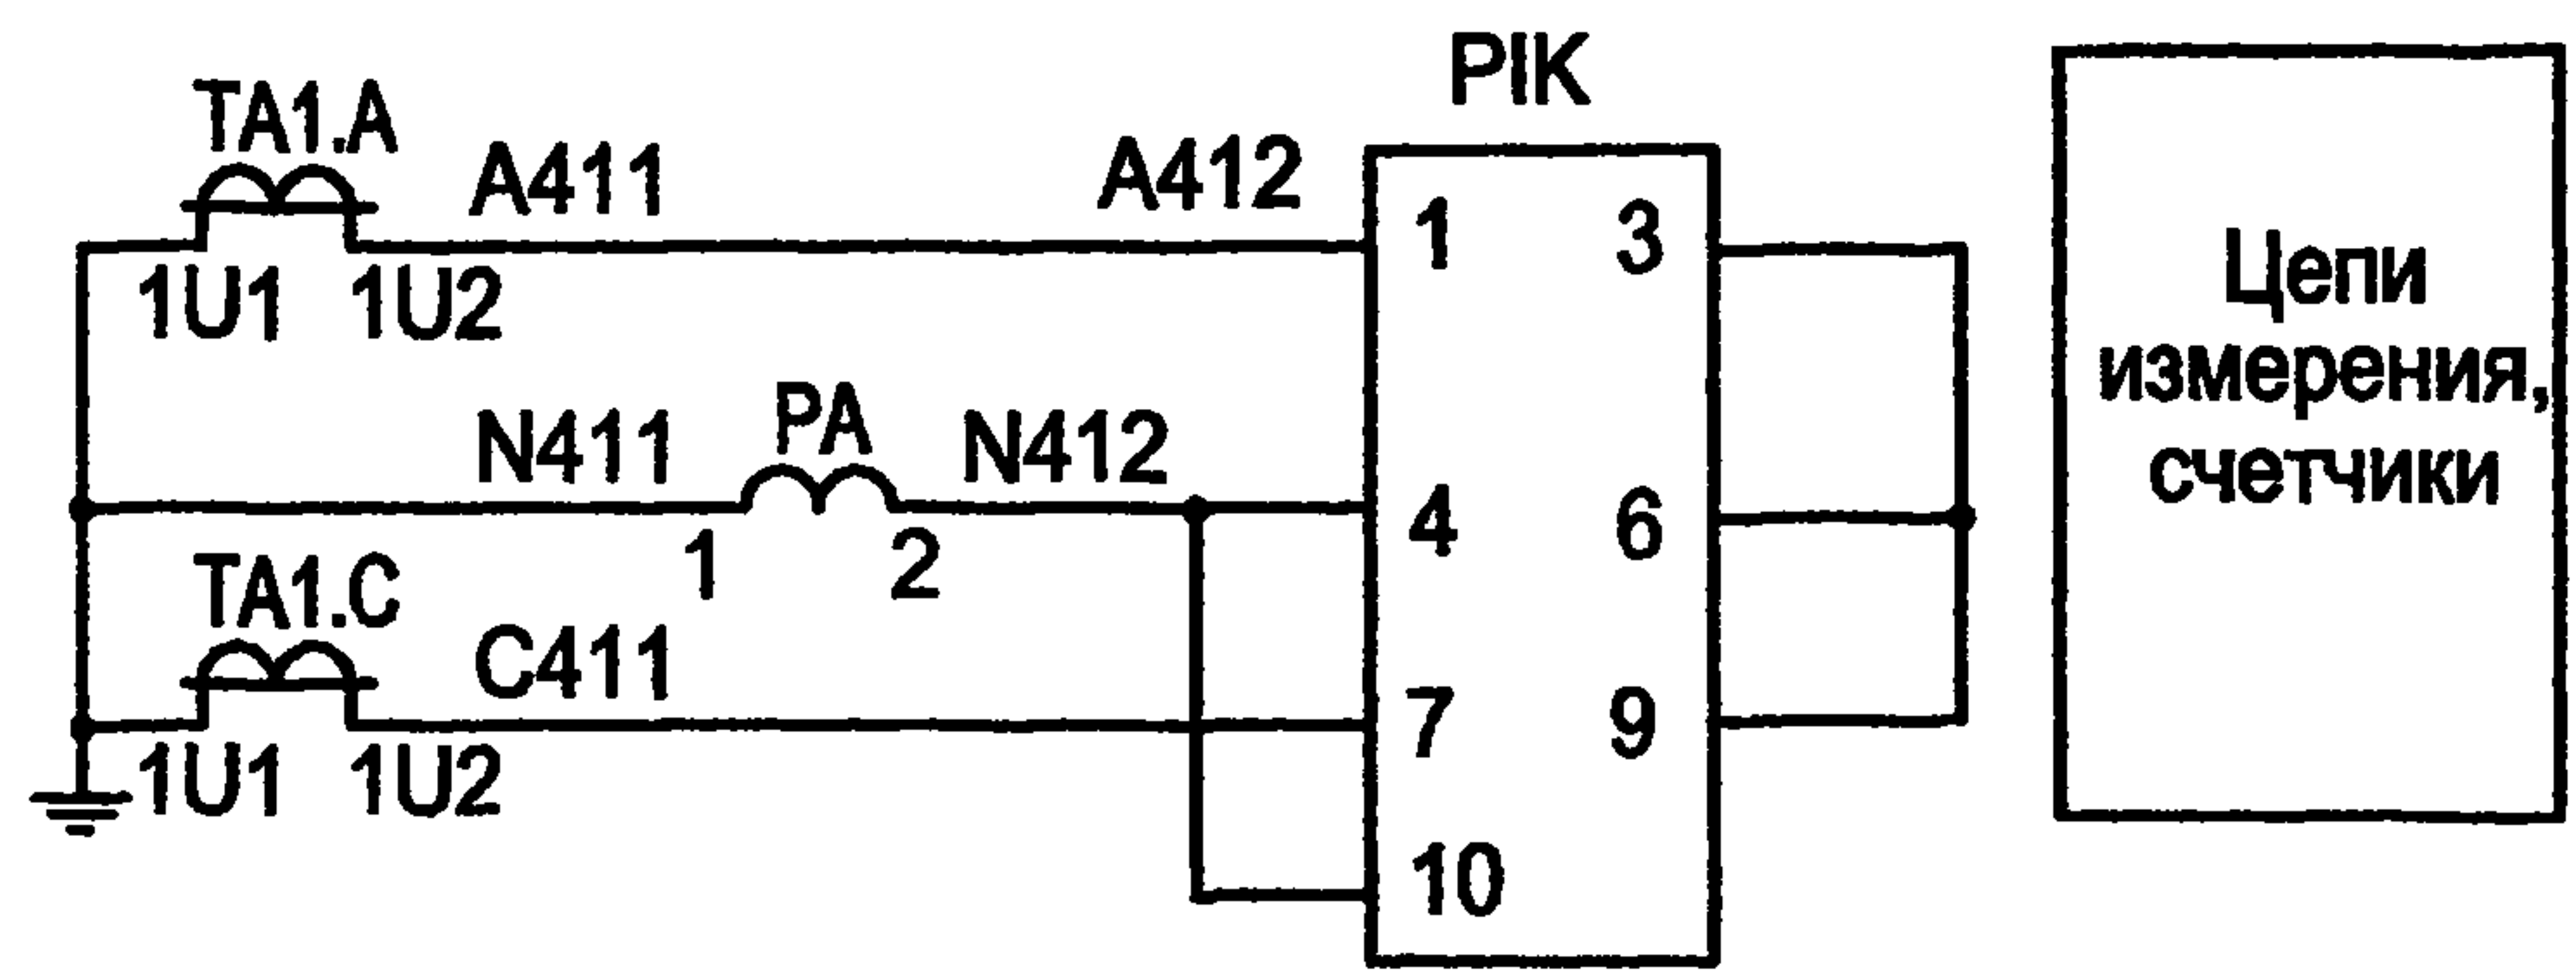 PIK
TA1.A
A411
A412
1U1
1U2
1
3
Цепи
измерения,
счетчики
N411
PA
N412
1
2
4
6
TA1.C
C411
1U1
1U2
7
9
10